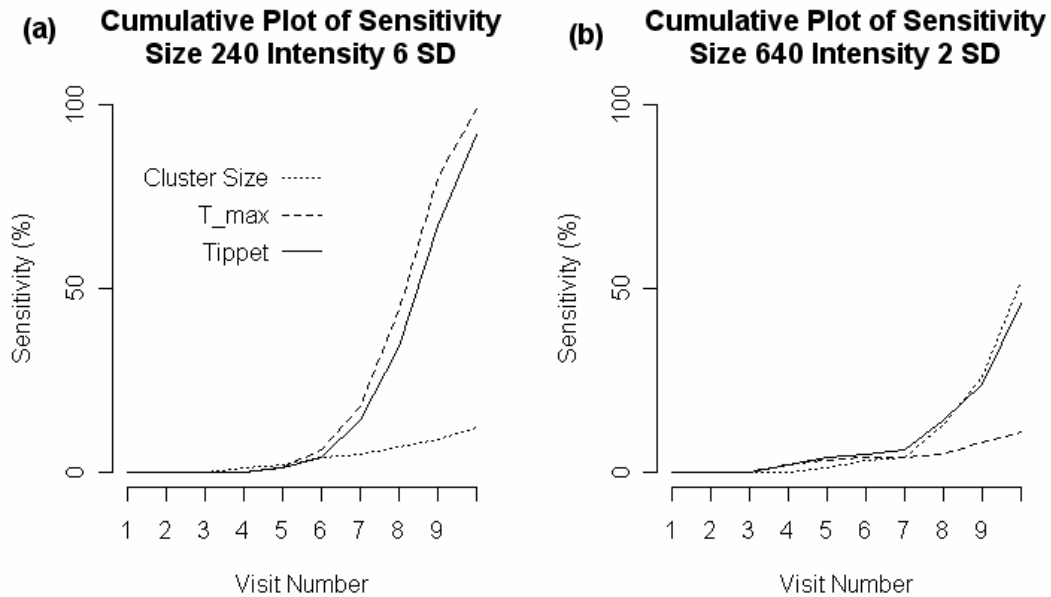 (a)
Cumulative Plot of Sensitivity
Size 240 Intensity 6 SD
Sensitivity (%)
100
50
0
Cluster Size
T_max
Tippet
1 2 3 4 5 6 7 8 9
Visit Number
(b)
Cumulative Plot of Sensitivity
Size 640 Intensity 2 SD
Sensitivity (%)
100
50
0
1 2 3 4 5 6 7 8 9
Visit Number